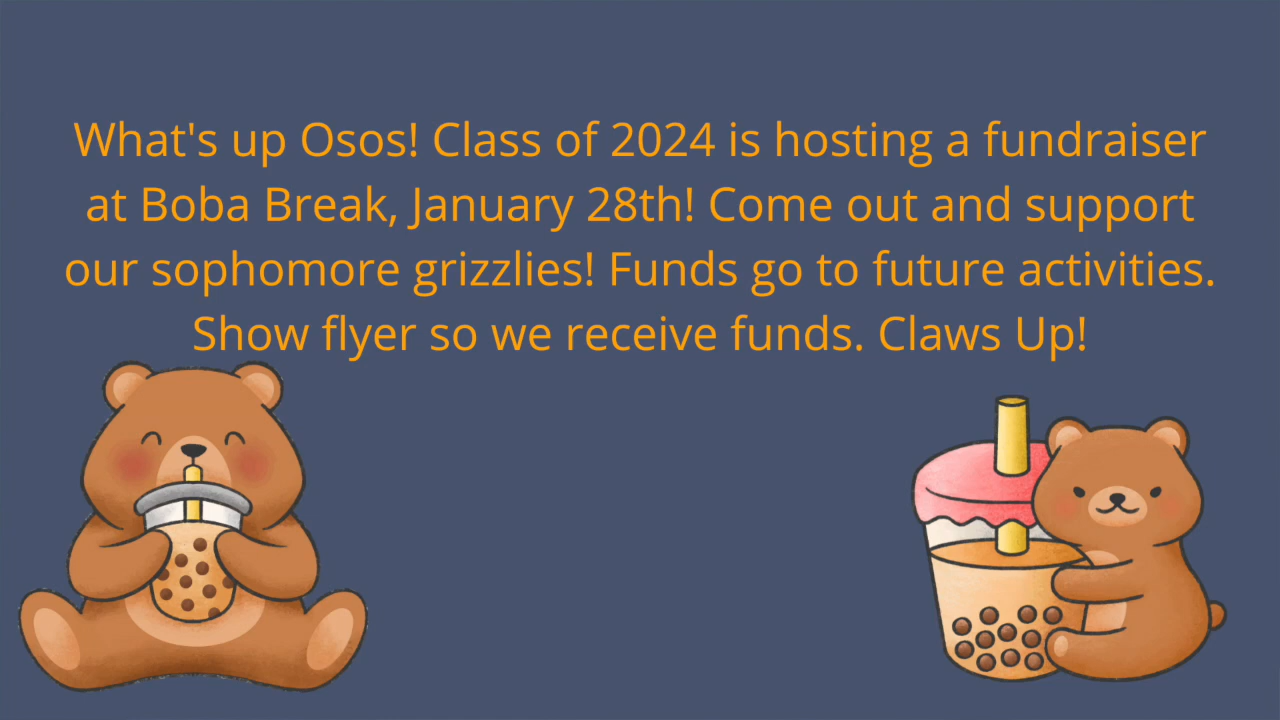 What's up Osos! Class of 2024 is hosting a fundraiser
at Boba Break, January 28th! Come out and support
our sophomore grizzlies! Funds go to future activities.
Show flyer so we receive funds. Claws Up!